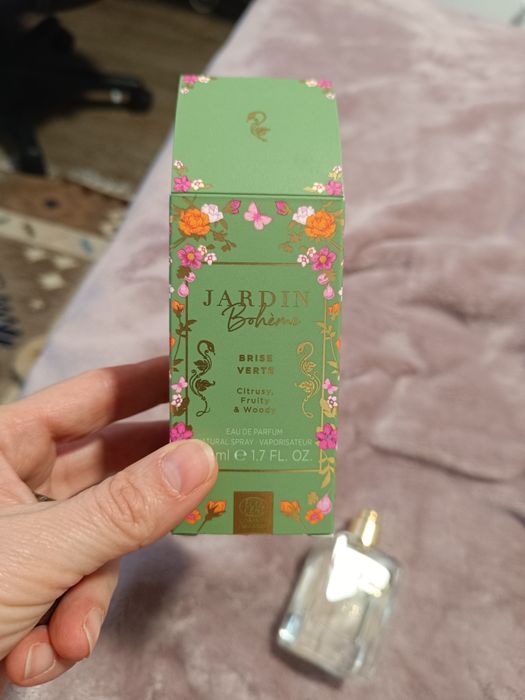 JARDIN
Bohème
BRISE
VERTE
Citrusy,
Fruity
& Woody
EAU DE PARFUM
NATURAL SPRAY · VAPORISATEUR
ml ℮ 1.7 FL. OZ.